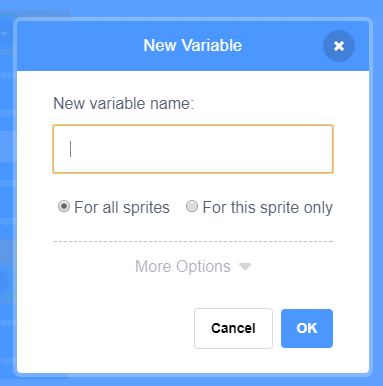 New Variable
New variable name:
For all sprites For this sprite only
More Options
Cancel OK